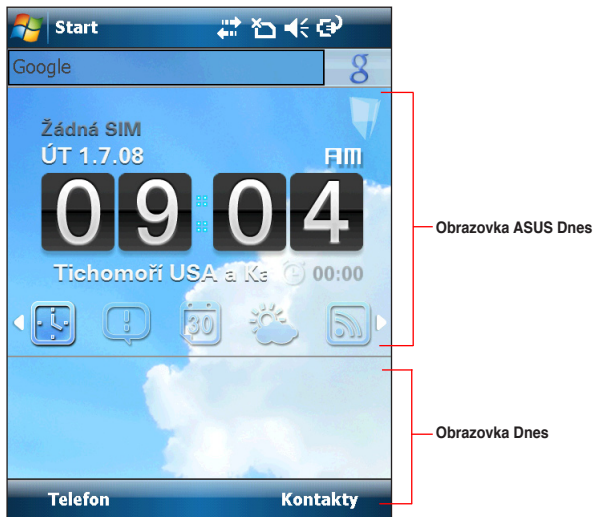 Start
Google
g
Žádná SIM
ÚT 1.7.08
AM
09:04
Tichomoří USA a Ka
00:00
Obrazovka ASUS Dnes
30
Obrazovka Dnes
Telefon
Kontakty